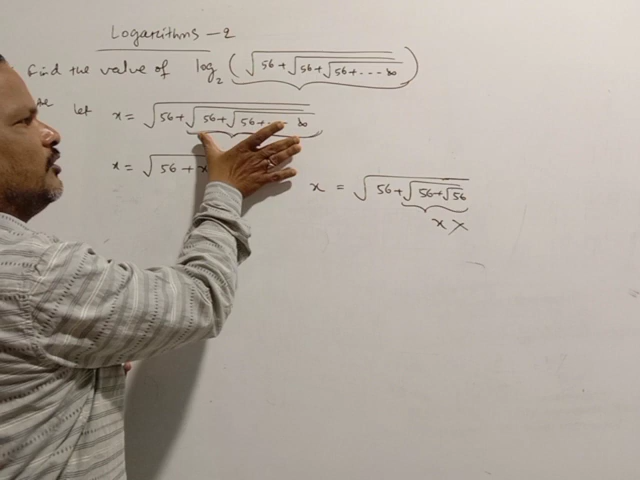 Logarithms - 2
Find the value of log₂ (√56 + √56 + √56 + - - - ∞)
let x = √56 + √56 + √56 + - - - ∞
x = √56 + x
x = √56 + √56 + √56
x X